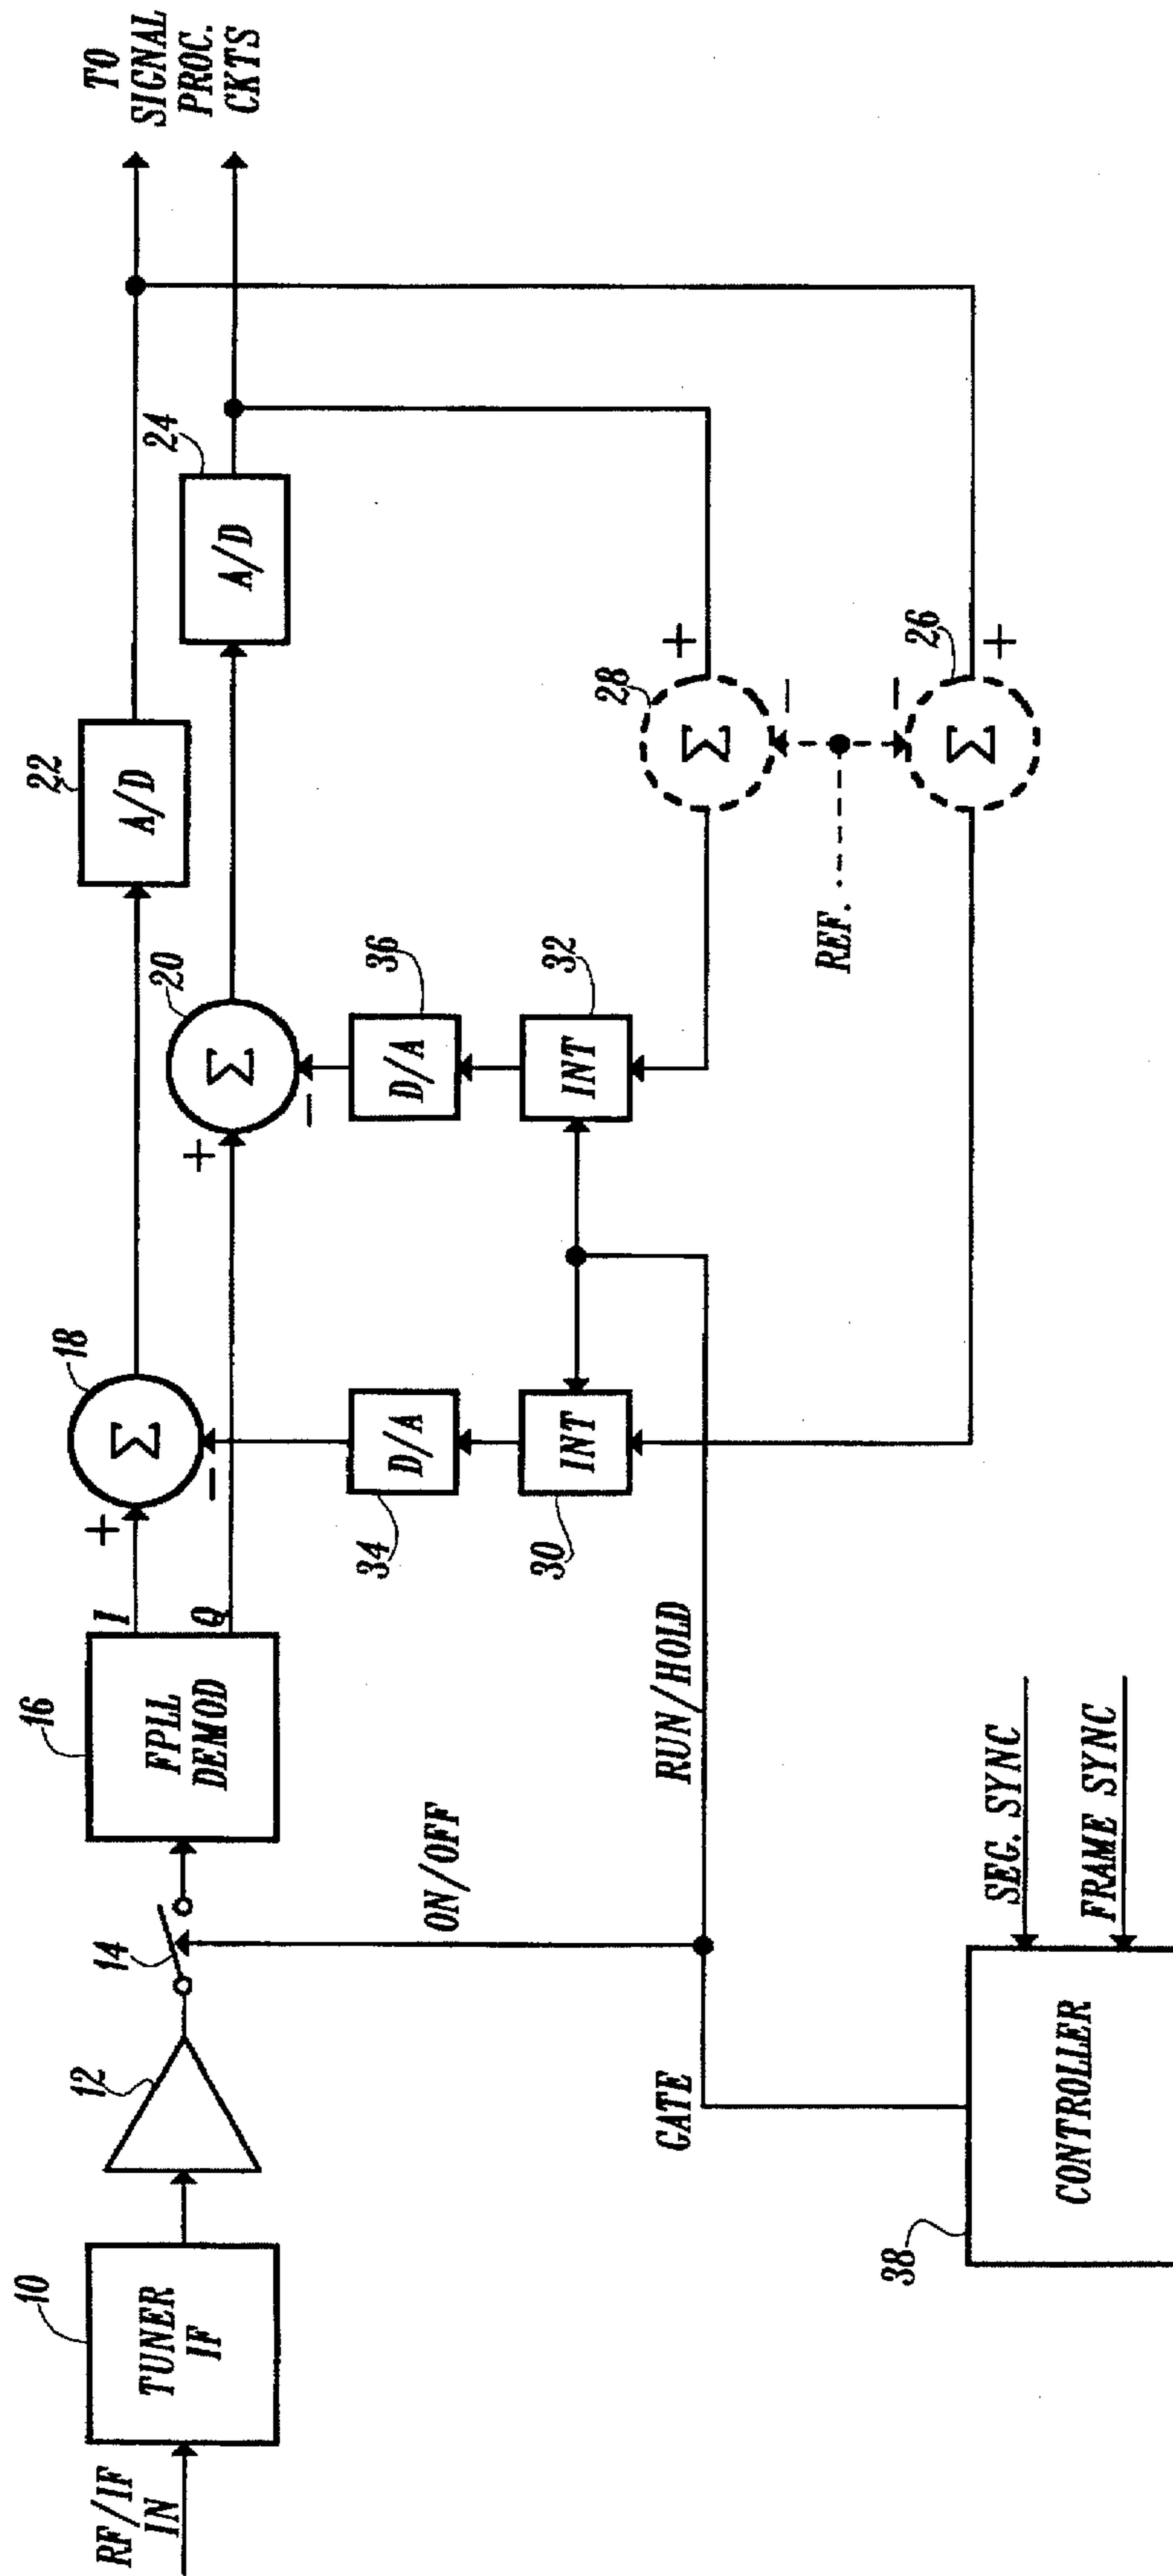 RF/IF
IN
10
TUNER
IF
12
14
ON/OFF
GATE
16
FPLL
DEMOD
I
Q
+
-
18
Σ
+
-
20
Σ
22
A/D
24
A/D
TO
SIGNAL
PROC.
CKTS
34
D/A
36
D/A
30
INT
32
INT
RUN/HOLD
28
Σ
+
-
REF.
-
26
Σ
+
38
CONTROLLER
SEG. SYNC
FRAME SYNC